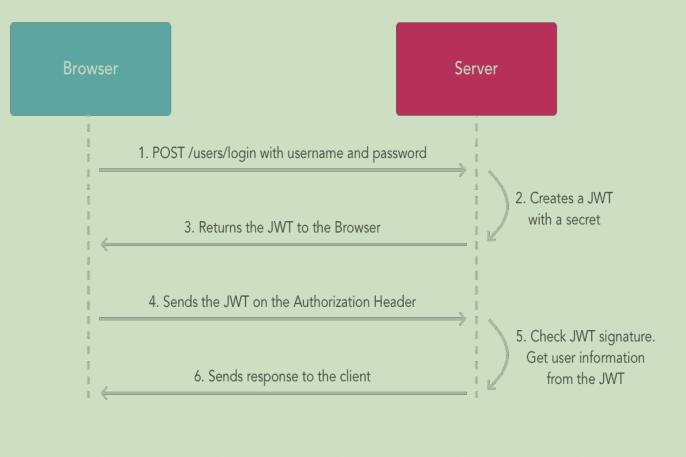 Browser
Server
1. POST /users/login with username and password
2. Creates a JWT
with a secret
3. Returns the JWT to the Browser
4. Sends the JWT on the Authorization Header
5. Check JWT signature.
Get user information
from the JWT
6. Sends response to the client